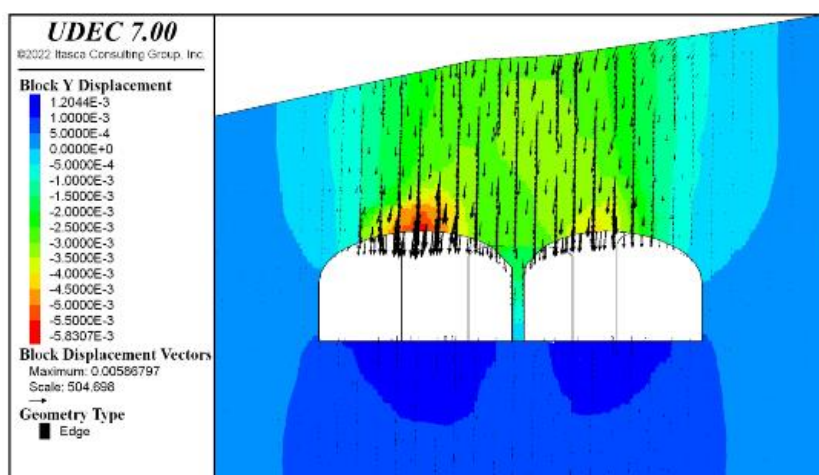 UDEC 7.00
©2022 Itasca Consulting Group, Inc.
Block Y Displacement
1.2044E-3
1.0000E-3
5.0000E-4
0.0000E+0
-5.0000E-4
-1.0000E-3
-1.5000E-3
-2.0000E-3
-2.5000E-3
-3.0000E-3
-3.5000E-3
-4.0000E-3
-4.5000E-3
-5.0000E-3
-5.5000E-3
-5.8307E-3
Block Displacement Vectors
Maximum: 0.00586797
Scale: 504.698
Geometry Type
Edge